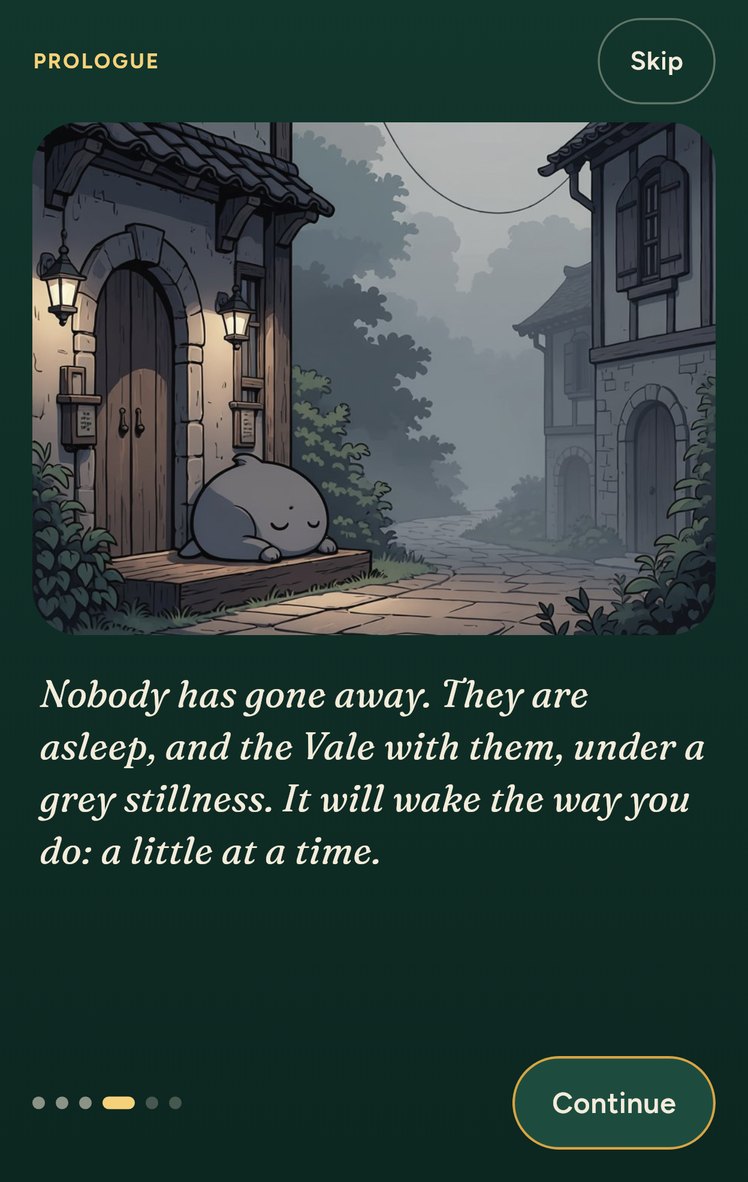 PROLOGUE
Skip
Nobody has gone away. They are
asleep, and the Vale with them, under a
grey stillness. It will wake the way you
do: a little at a time.
Continue